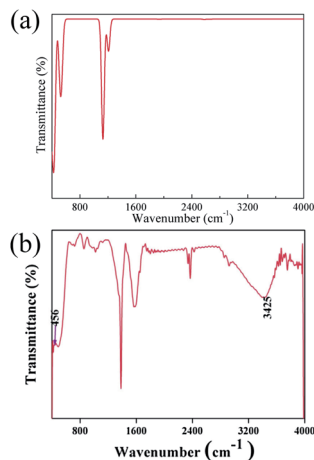 (a)
Transmittance (%)
800 1600 2400 3200 4000
Wavenumber(cm-1)
(b)
Transmittance (%)
456
3425
800 1600 2400 3200 4000
Wavenumber (cm-1)